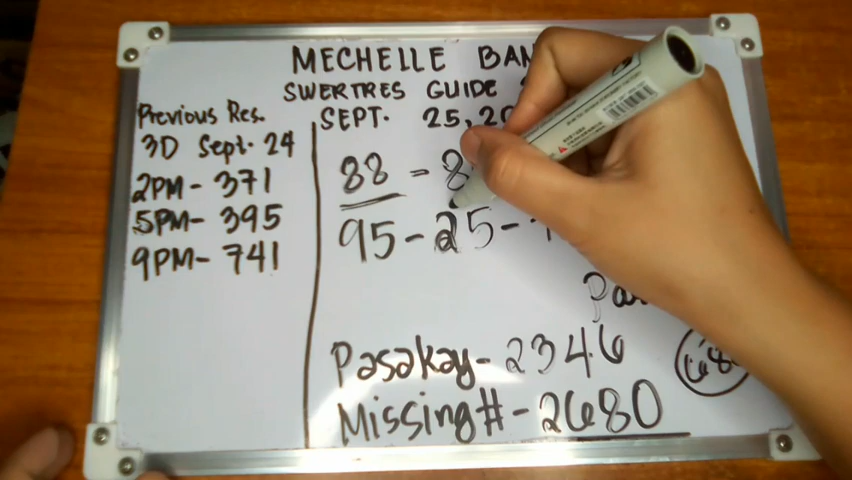 MECHELLE
SWERTRES GUIDE
SEPT. 25, 20
Previous Res.
3D Sept. 24
2PM - 371
5PM - 395
9PM - 741
88 - 8
95 - 25 -
Pasakay - 2346
Missing# - 2680